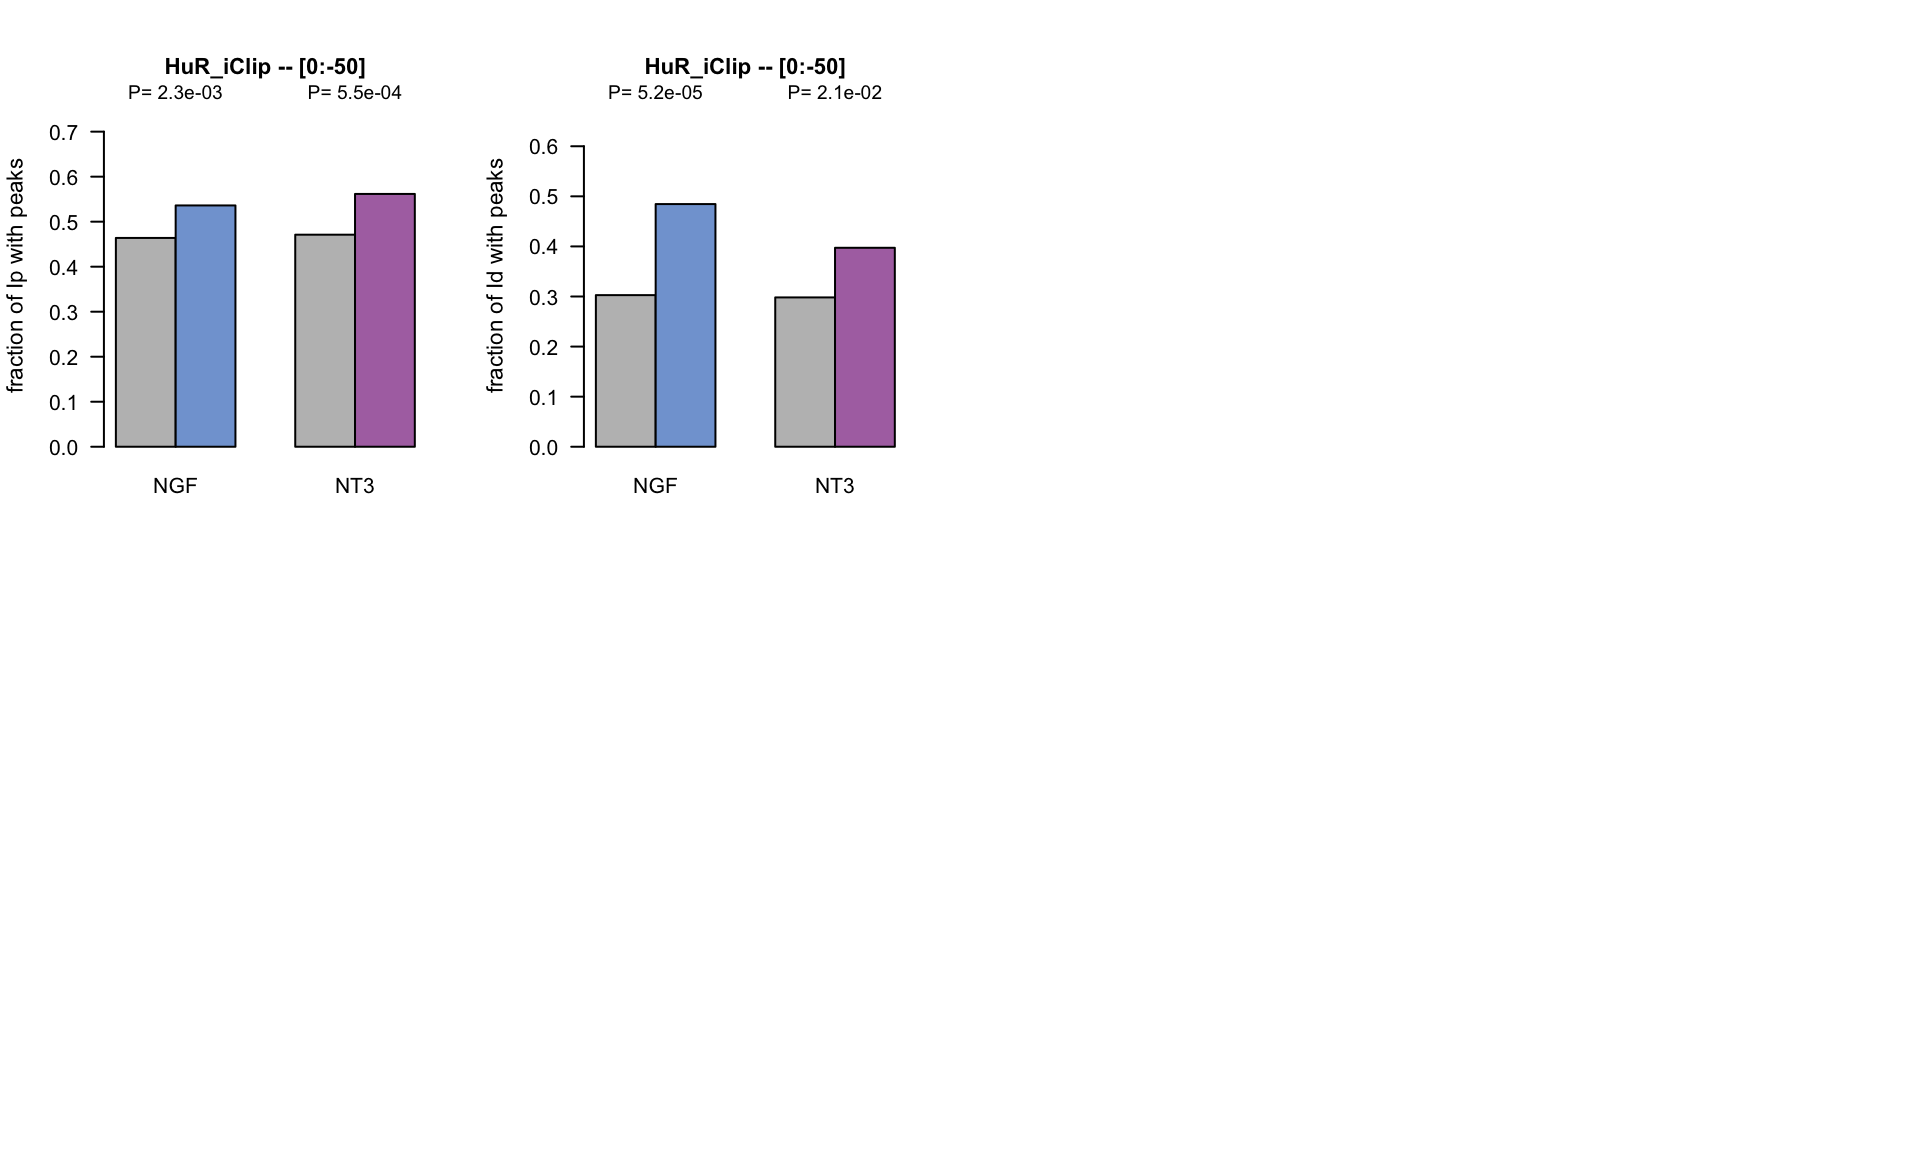 HuR_iClip -- [0:-50]
P= 2.3e-03 P= 5.5e-04
fraction of Ip with peaks
0.7
0.6
0.5
0.4
0.3
0.2
0.1
0.0
NGF NT3
HuR_iClip -- [0:-50]
P= 5.2e-05 P= 2.1e-02
fraction of Id with peaks
0.6
0.5
0.4
0.3
0.2
0.1
0.0
NGF NT3